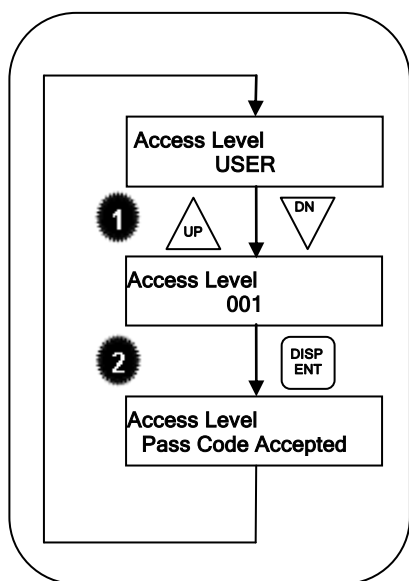 Access Level
USER
1
UP
DN
Access Level
001
2
DISP
ENT
Access Level
Pass Code Accepted